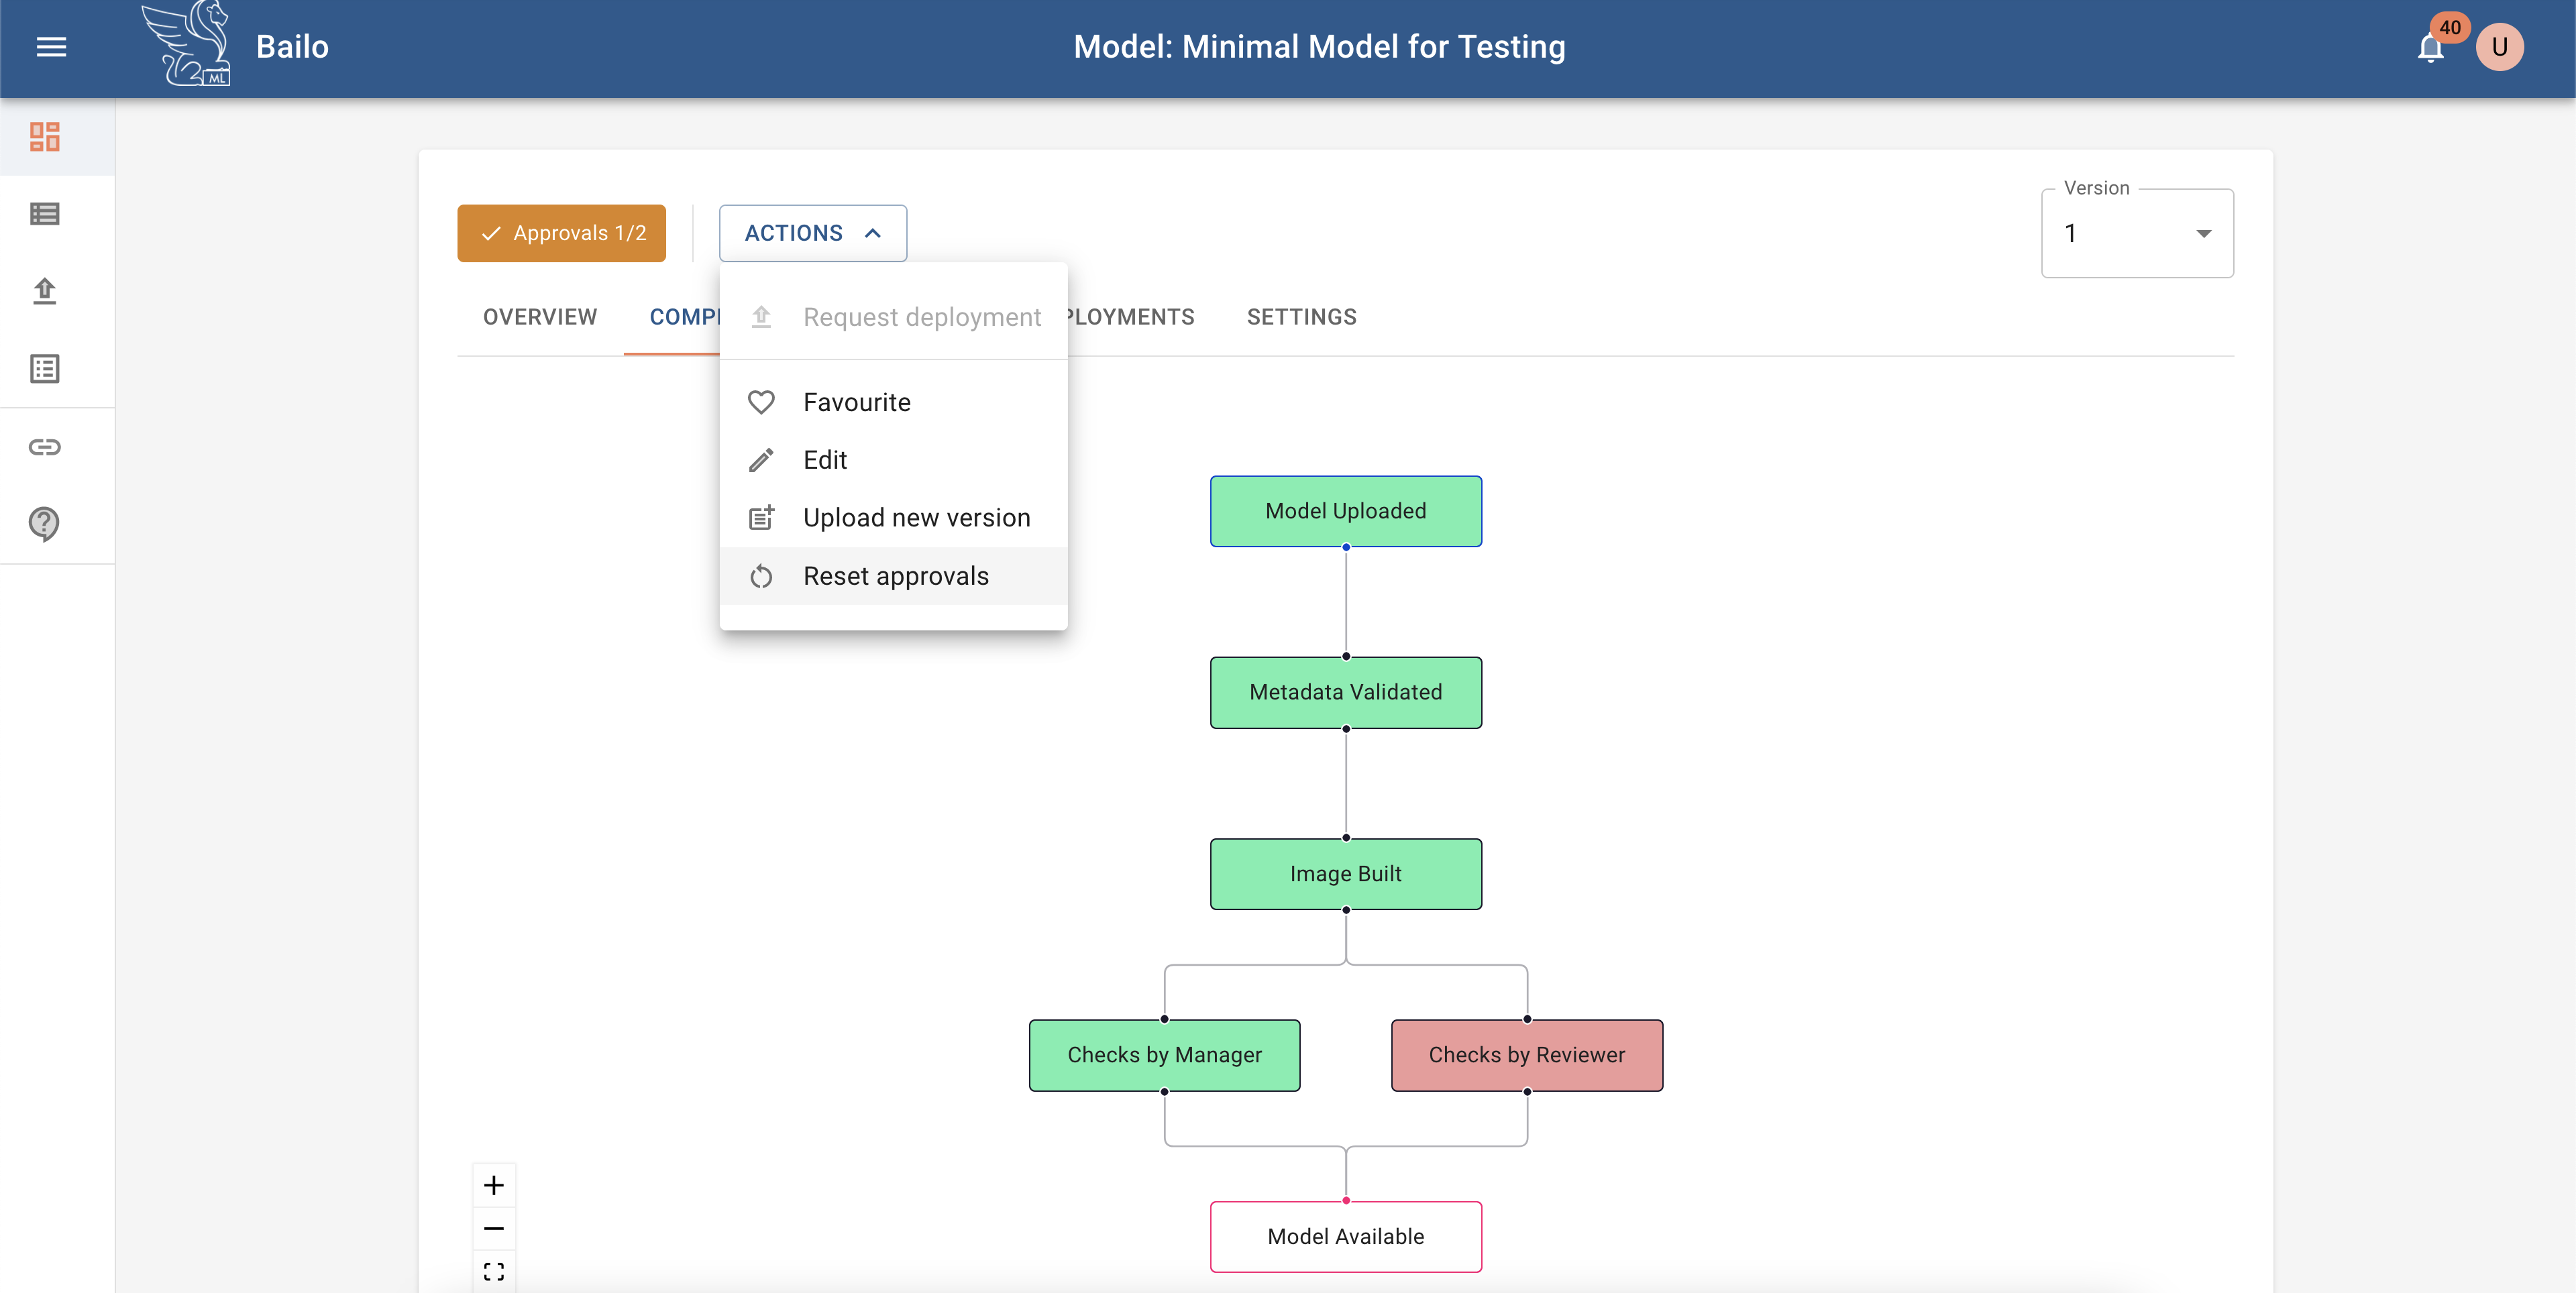 Bailo
Model: Minimal Model for Testing
40
U
ML
Approvals 1/2
ACTIONS
Version
1
OVERVIEW
COMP
PLOYMENTS
SETTINGS
Request deployment
Favourite
Edit
Upload new version
Reset approvals
Model Uploaded
Metadata Validated
Image Built
Checks by Manager
Checks by Reviewer
Model Available